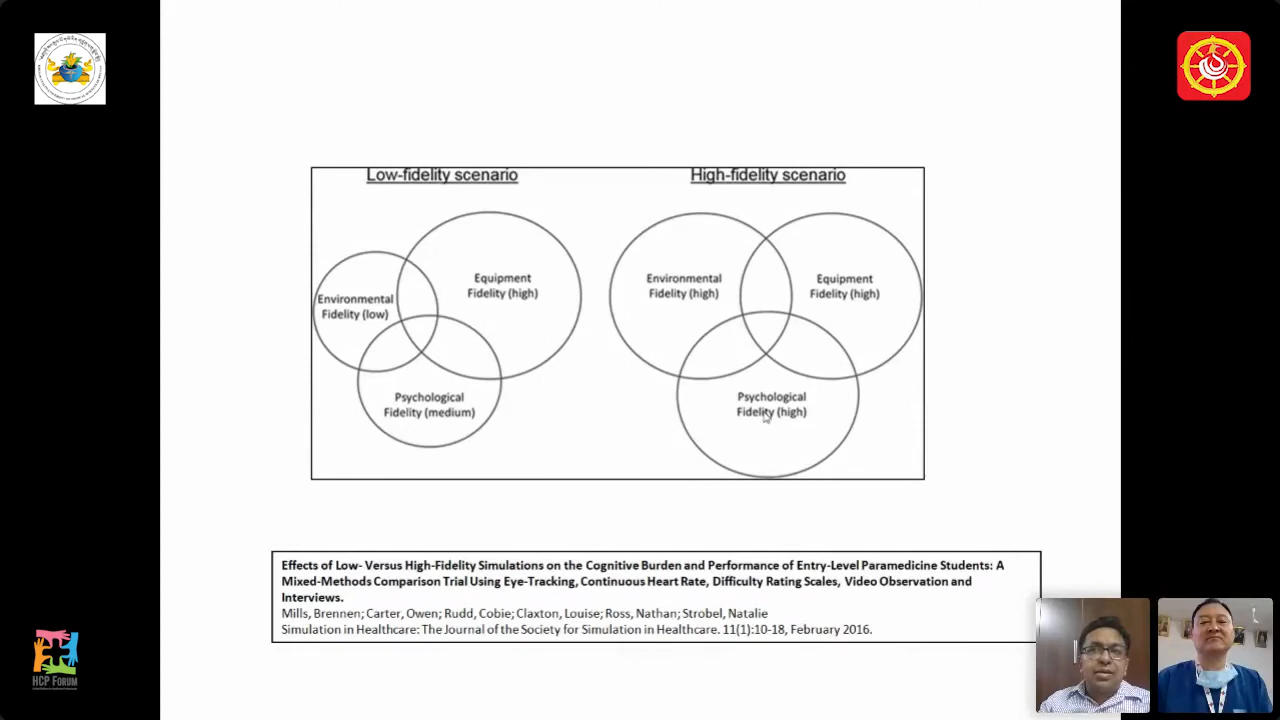 Low-fidelity scenario
Environmental
Fidelity (low)
Equipment
Fidelity (high)
Psychological
Fidelity (medium)
High-fidelity scenario
Environmental
Fidelity (high)
Equipment
Fidelity (high)
Psychological
Fidelity (high)
Effects of Low- Versus High-Fidelity Simulations on the Cognitive Burden and Performance of Entry-Level Paramedicine Students: A
Mixed-Methods Comparison Trial Using Eye-Tracking, Continuous Heart Rate, Difficulty Rating Scales, Video Observation and
Interviews.
Mills, Brennen; Carter, Owen; Rudd, Cobie; Claxton, Louise; Ross, Nathan; Strobel, Natalie
Simulation in Healthcare: The Journal of the Society for Simulation in Healthcare. 11(1):10-18, February 2016.
HCP FORUM